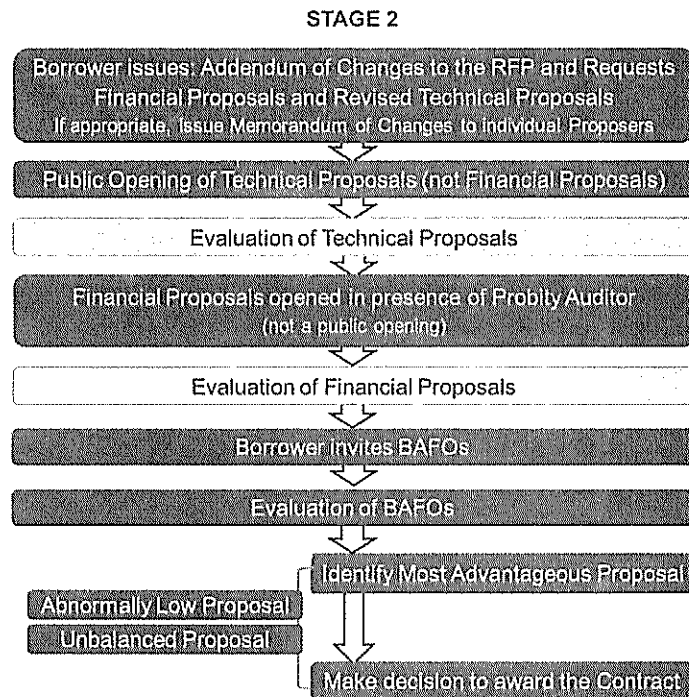 STAGE 2
Borrower issues: Addendum of Changes to the RFP and Requests
Financial Proposals and Revised Technical Proposals
If appropriate, issue Memorandum of Changes to individual Proposers
Public Opening of Technical Proposals (not Financial Proposals)
Evaluation of Technical Proposals
Financial Proposals opened in presence of Probity Auditor
(not a public opening)
Evaluation of Financial Proposals
Borrower invites BAFOs
Evaluation of BAFOs
Identify Most Advantageous Proposal
Abnormally Low Proposal
Unbalanced Proposal
Make decision to award the Contract